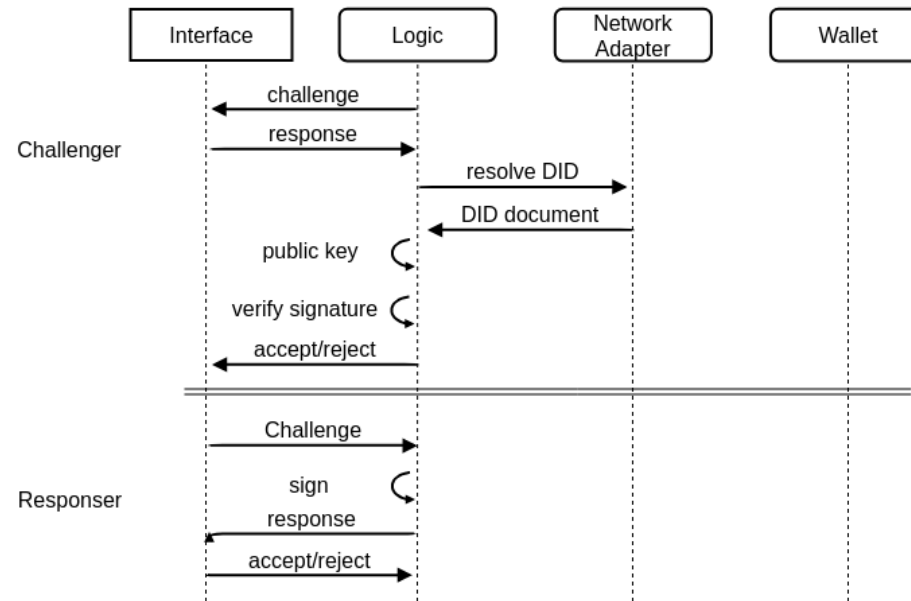 Interface
Logic
Network
Adapter
Wallet
challenge
response
Challenger
resolve DID
DID document
public key
verify signature
accept/reject
Challenge
sign
Responser
response
accept/reject